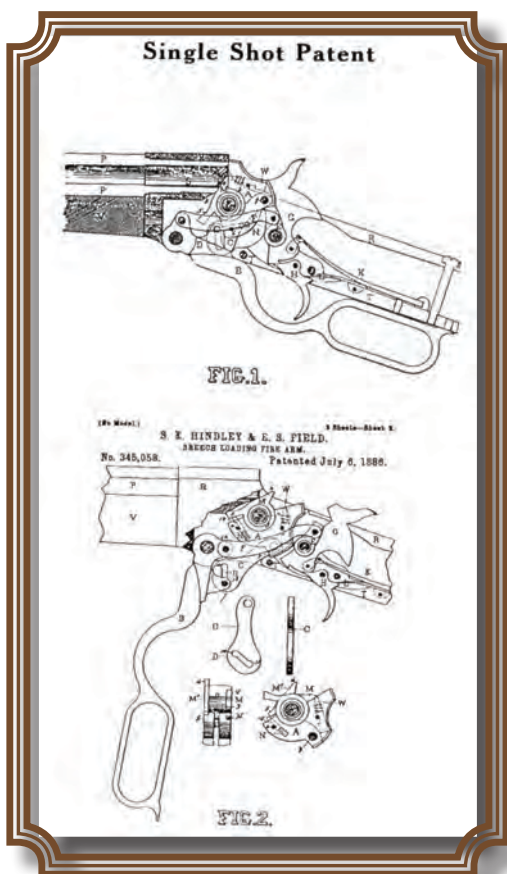 Single Shot Patent
P
P
W
N
G
D
B
H
R
K
T
FIG.1.
(No Model.)
2 Sheets—Sheet 2.
S. E. HINDLEY & E. S. FIELD.
BREECH LOADING FIRE ARM.
No. 345,058.
Patented July 6, 1886.
P
R
V
W
A
G
R
C
K
H
T
B
C
D
M
M
W
A
N
FIG.2.